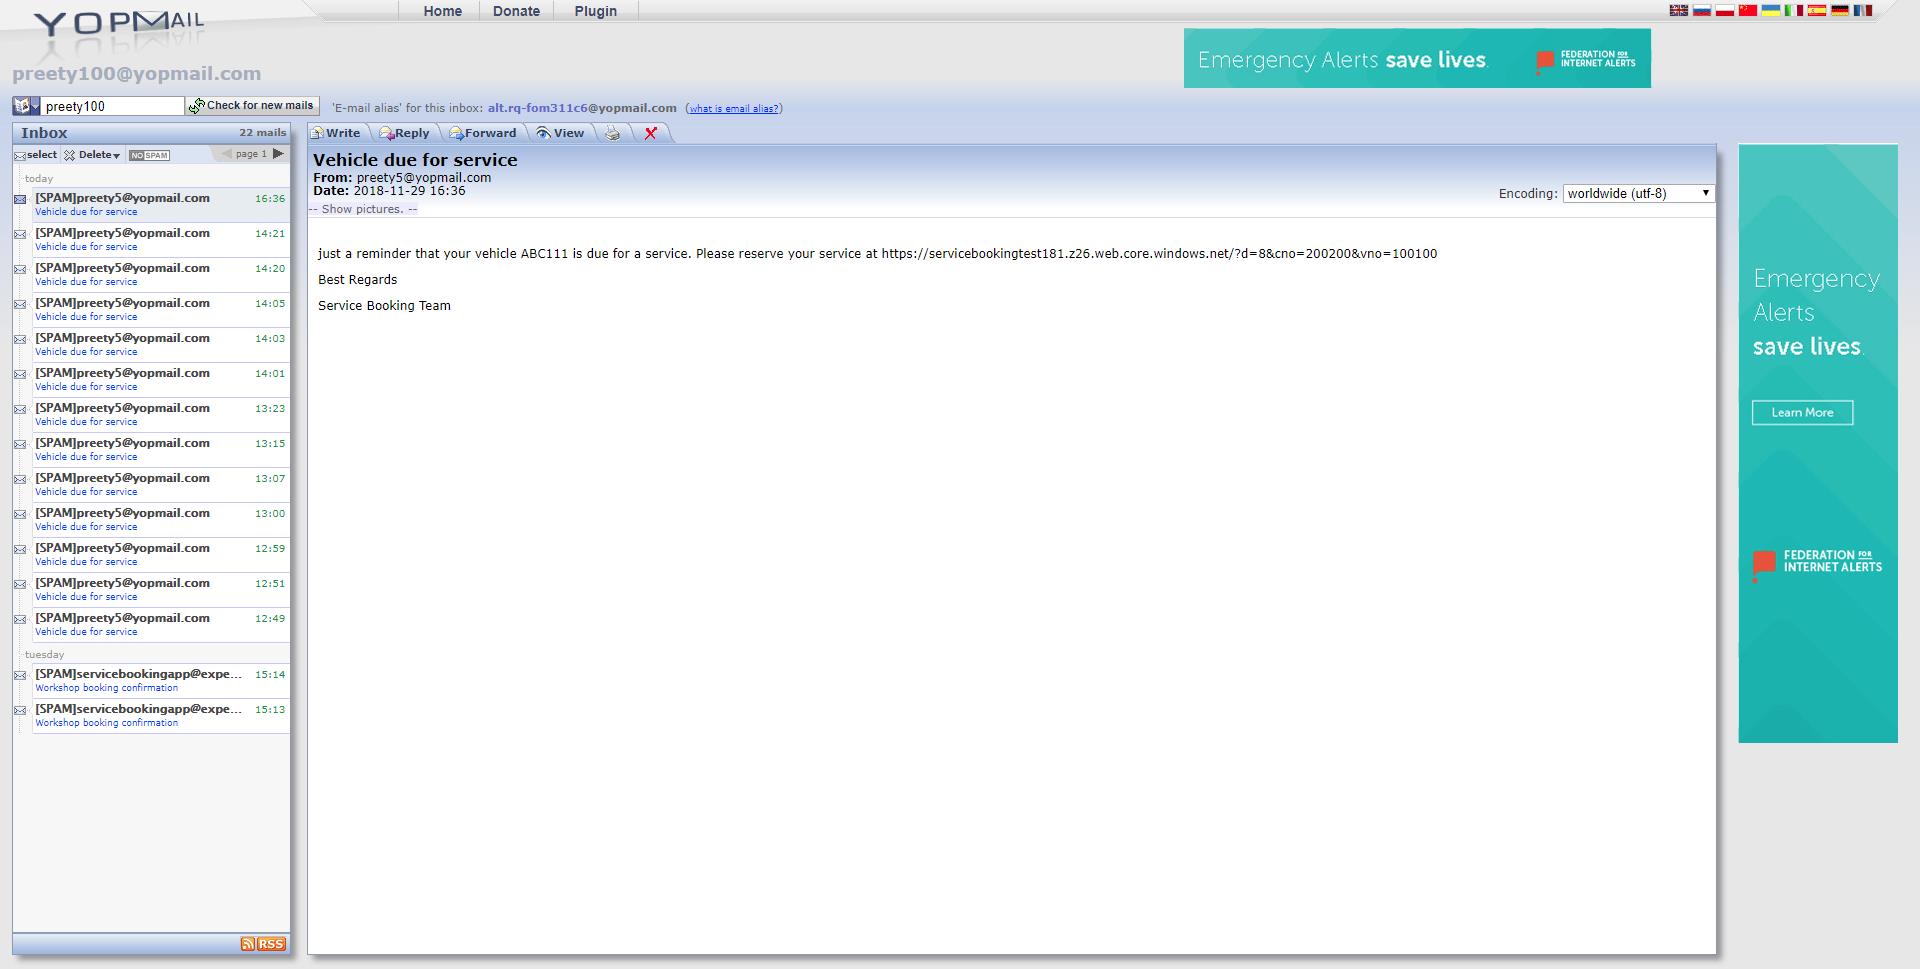 YOPMAIL
Home
Donate
Plugin
preety100@yopmail.com
Emergency Alerts save lives.
FEDERATION FOR
INTERNET ALERTS
preety100
Check for new mails
'E-mail alias' for this inbox: alt.rq-fom311c6@yopmail.com (what is email alias?)
Inbox
22 mails
select
Delete
NO SPAM
page 1
today
[SPAM]preety5@yopmail.com 16:36
Vehicle due for service
[SPAM]preety5@yopmail.com 14:21
Vehicle due for service
[SPAM]preety5@yopmail.com 14:20
Vehicle due for service
[SPAM]preety5@yopmail.com 14:05
Vehicle due for service
[SPAM]preety5@yopmail.com 14:03
Vehicle due for service
[SPAM]preety5@yopmail.com 14:01
Vehicle due for service
[SPAM]preety5@yopmail.com 13:23
Vehicle due for service
[SPAM]preety5@yopmail.com 13:15
Vehicle due for service
[SPAM]preety5@yopmail.com 13:07
Vehicle due for service
[SPAM]preety5@yopmail.com 13:00
Vehicle due for service
[SPAM]preety5@yopmail.com 12:59
Vehicle due for service
[SPAM]preety5@yopmail.com 12:51
Vehicle due for service
[SPAM]preety5@yopmail.com 12:49
Vehicle due for service
tuesday
[SPAM]servicebookingapp@expe... 15:14
Workshop booking confirmation
[SPAM]servicebookingapp@expe... 15:13
Workshop booking confirmation
RSS
Write
Reply
Forward
View
Vehicle due for service
From: preety5@yopmail.com
Date: 2018-11-29 16:36
Encoding: worldwide (utf-8)
-- Show pictures. --
just a reminder that your vehicle ABC111 is due for a service. Please reserve your service at https://servicebookingtest181.z26.web.core.windows.net/?d=8&cno=200200&vno=100100
Best Regards
Service Booking Team
Emergency
Alerts
save lives.
Learn More
FEDERATION FOR
INTERNET ALERTS